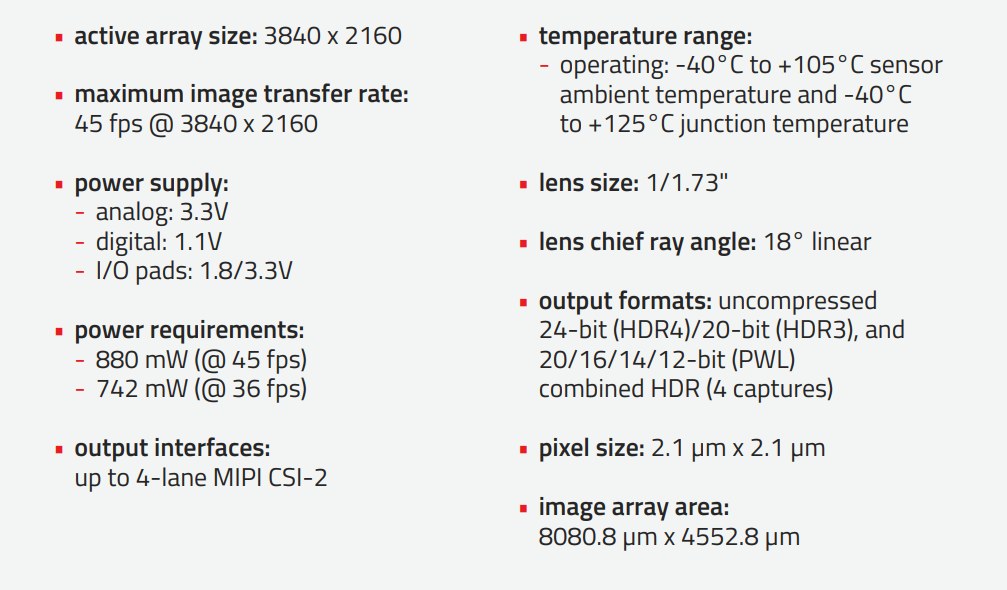 ▪ active array size: 3840 x 2160
▪ maximum image transfer rate:
45 fps @ 3840 x 2160
▪ power supply:
- analog: 3.3V
- digital: 1.1V
- I/O pads: 1.8/3.3V
▪ power requirements:
- 880 mW (@ 45 fps)
- 742 mW (@ 36 fps)
▪ output interfaces:
up to 4-lane MIPI CSI-2
▪ temperature range:
- operating: -40°C to +105°C sensor
ambient temperature and -40°C
to +125°C junction temperature
▪ lens size: 1/1.73"
▪ lens chief ray angle: 18° linear
▪ output formats: uncompressed
24-bit (HDR4)/20-bit (HDR3), and
20/16/14/12-bit (PWL)
combined HDR (4 captures)
▪ pixel size: 2.1 µm x 2.1 µm
▪ image array area:
8080.8 µm x 4552.8 µm